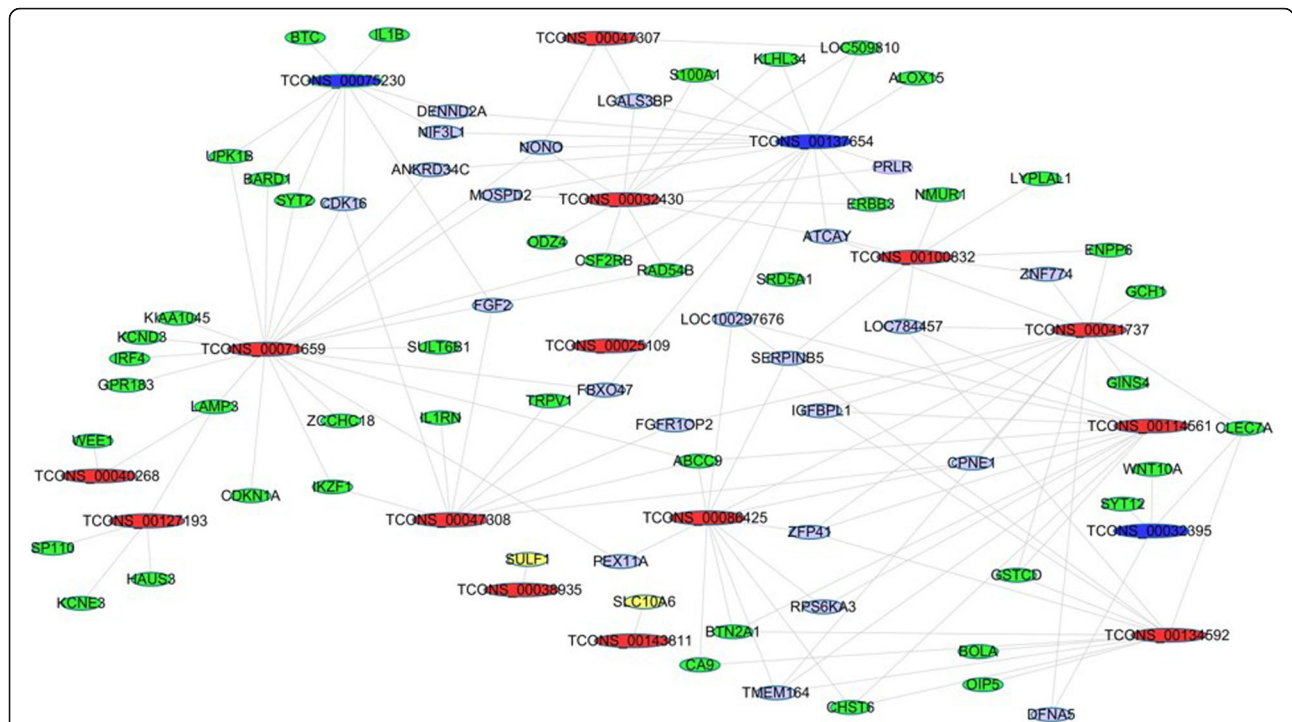 BTC
IL1B
TCONS_00047307
LOC509810
KLHL34
S100A1
ALOX15
TCONS_00075230
LGALS3BP
DENND2A
NIF3L1
NONO
TCONS_00137654
UPK1B
ANKRD34C
PRLR
BARD1
LYPLAL1
SYT2
CDK16
MOSPD2
TCONS_00032430
ERBB3
NMUR1
ODZ4
ATCAY
CSF2RB
RAD54B
TCONS_00100832
ENPP6
ZNF774
SRD5A1
GCH1
FGF2
KIAA1045
LOC100297676
LOC784457
TCONS_00041737
KCND3
TCONS_00071659
SULT6B1
TCONS_00025109
IRF4
SERPINB5
GPR183
FBXO47
GINS4
LAMP3
TRPV1
ZCCHC18
IL1RN
IGFBPL1
FGFR1OP2
TCONS_00114561
CLEC7A
WEE1
ABCC9
CPNE1
TCONS_00040268
WNT10A
IKZF1
CDKN1A
SYT12
TCONS_00127193
TCONS_00047308
TCONS_00086425
ZFP41
TCONS_00032395
SP110
SULF1
PEX11A
HAUS3
GSTCD
TCONS_00038935
KCNE3
SLC10A6
RPS6KA3
TCONS_00143811
BTN2A1
TCONS_00134592
BOLA
CA9
OIP5
TMEM164
CHST6
DFNA5